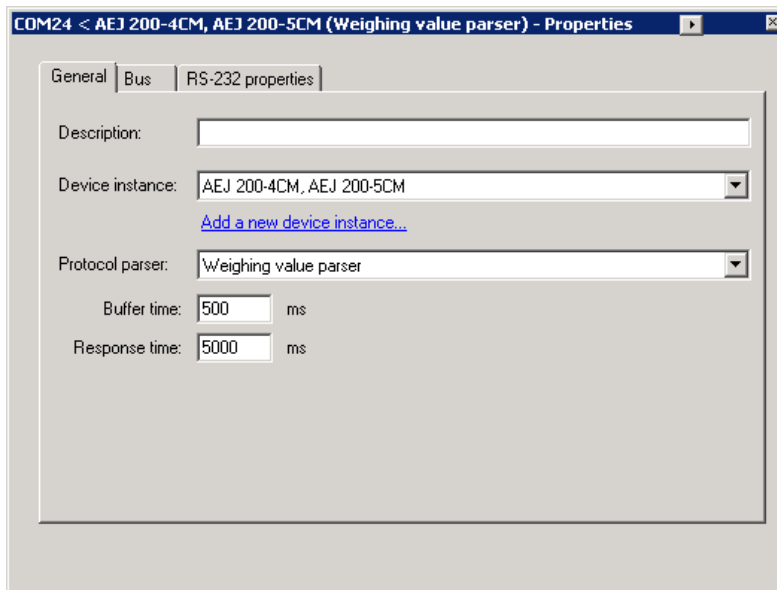 COM24 < AEJ 200-4CM, AEJ 200-5CM (Weighing value parser) - Properties
General Bus RS-232 properties
Description:
Device instance: AEJ 200-4CM, AEJ 200-5CM
Add a new device instance...
Protocol parser: Weighing value parser
Buffer time: 500 ms
Response time: 5000 ms